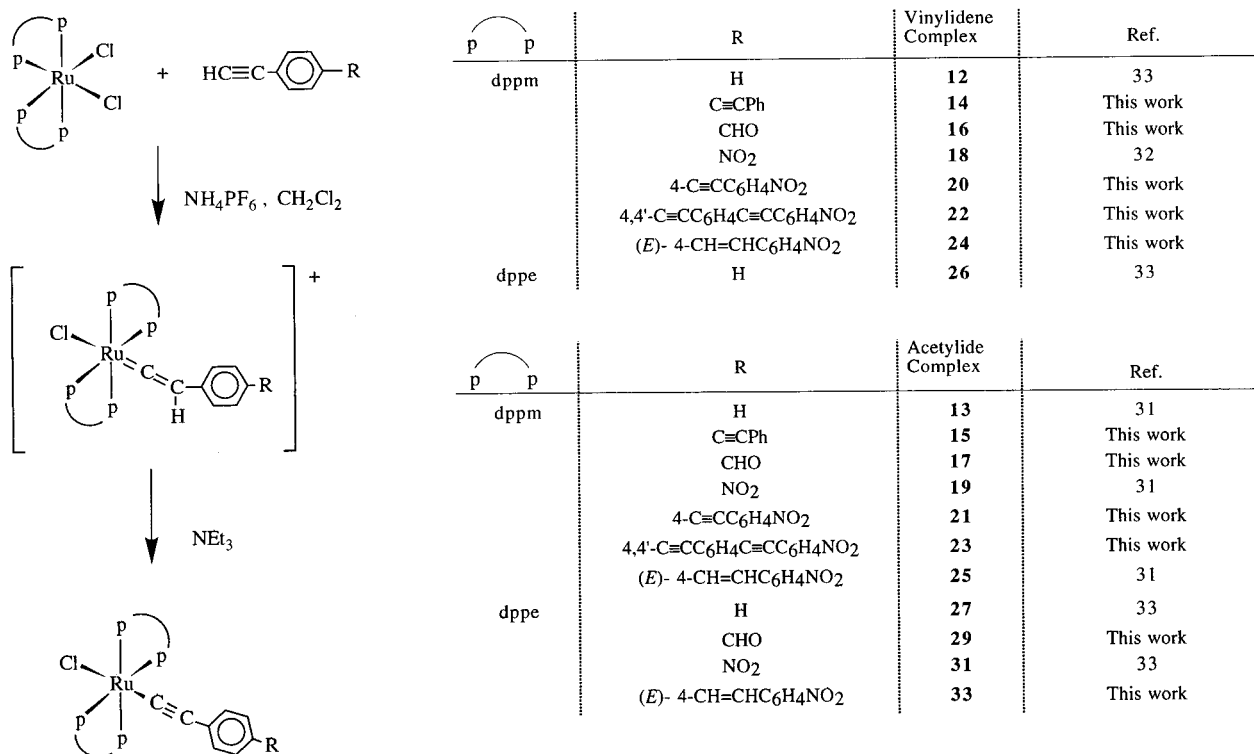 p
p
Cl
Ru
Cl
p
p
+
HC≡C
R
NH4PF6 , CH2Cl2
+
p
Cl
p
Ru
C
C
H
R
p
p
NEt3
p
Cl
p
Ru
C≡C
R
p
p
p p R Vinylidene Complex Ref.
dppm H 12 33
C≡CPh 14 This work
CHO 16 This work
NO2 18 32
4-C≡CC6H4NO2 20 This work
4,4'-C≡CC6H4C≡CC6H4NO2 22 This work
(E)- 4-CH=CHC6H4NO2 24 This work
dppe H 26 33
p p R Acetylide Complex Ref.
dppm H 13 31
C≡CPh 15 This work
CHO 17 This work
NO2 19 31
4-C≡CC6H4NO2 21 This work
4,4'-C≡CC6H4C≡CC6H4NO2 23 This work
(E)- 4-CH=CHC6H4NO2 25 31
dppe H 27 33
CHO 29 This work
NO2 31 33
(E)- 4-CH=CHC6H4NO2 33 This work